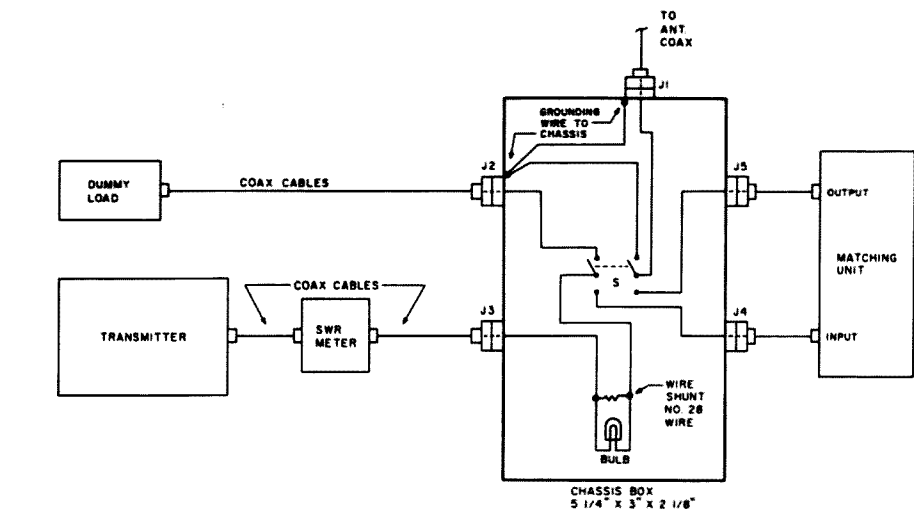 TO
ANT.
COAX
J1
GROUNDING
WIRE TO
CHASSIS
J2
J5
DUMMY
LOAD
COAX CABLES
OUTPUT
MATCHING
UNIT
S
COAX CABLES
J3
J4
TRANSMITTER
SWR
METER
INPUT
WIRE
SHUNT
NO. 28
WIRE
BULB
CHASSIS BOX
5 1/4" X 3" X 2 1/8"